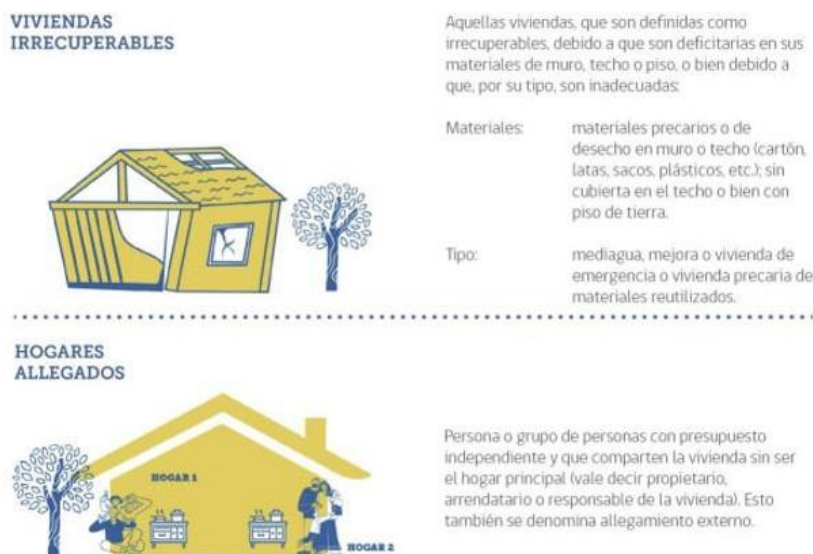 VIVIENDAS
IRRECUPERABLES
Aquellas viviendas, que son definidas como
irrecuperables, debido a que son deficitarias en sus
materiales de muro, techo o piso, o bien debido a
que, por su tipo, son inadecuadas:
Materiales:
materiales precarios o de
desecho en muro o techo (cartón,
latas, sacos, plásticos, etc.); sin
cubierta en el techo o bien con
piso de tierra.
Tipo:
mediagua, mejora o vivienda de
emergencia o vivienda precaria de
materiales reutilizados.
HOGARES
ALLEGADOS
HOGAR 1
HOGAR 2
Persona o grupo de personas con presupuesto
independiente y que comparten la vivienda sin ser
el hogar principal (vale decir propietario,
arrendatario o responsable de la vivienda). Esto
también se denomina allegamiento externo.